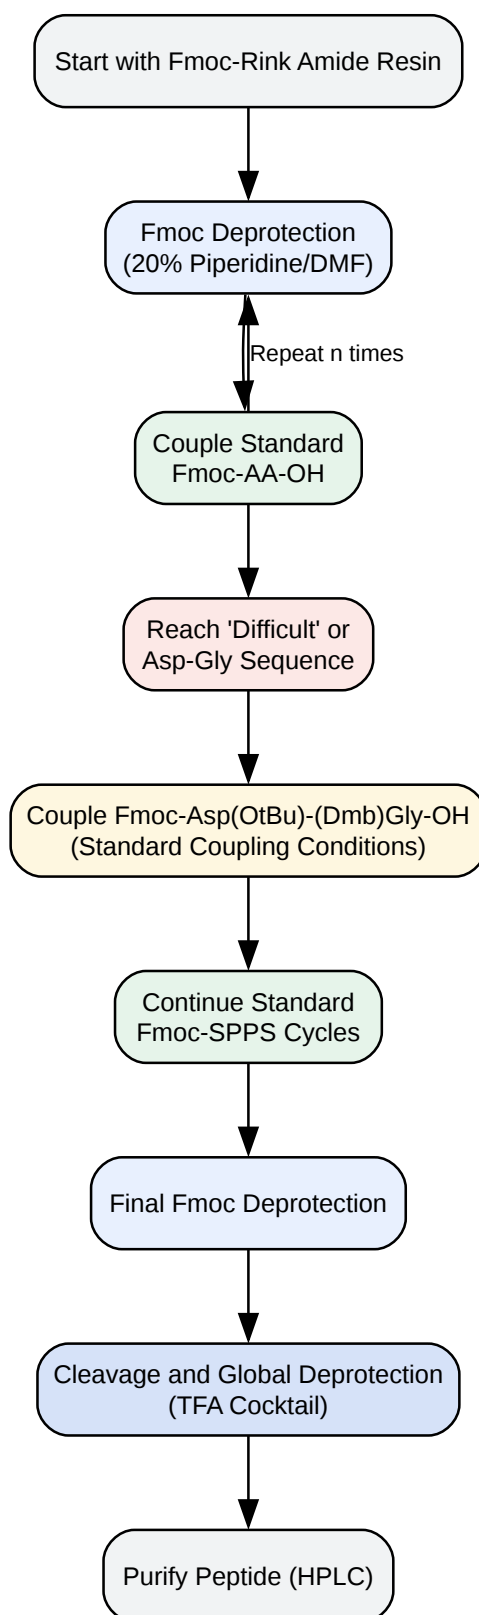 Start with Fmoc-Rink Amide Resin
Fmoc Deprotection
(20% Piperidine/DMF)
Repeat n times
Couple Standard
Fmoc-AA-OH
Reach 'Difficult' or
Asp-Gly Sequence
Couple Fmoc-Asp(OtBu)-(Dmb)Gly-OH
(Standard Coupling Conditions)
Continue Standard
Fmoc-SPPS Cycles
Final Fmoc Deprotection
Cleavage and Global Deprotection
(TFA Cocktail)
Purify Peptide (HPLC)